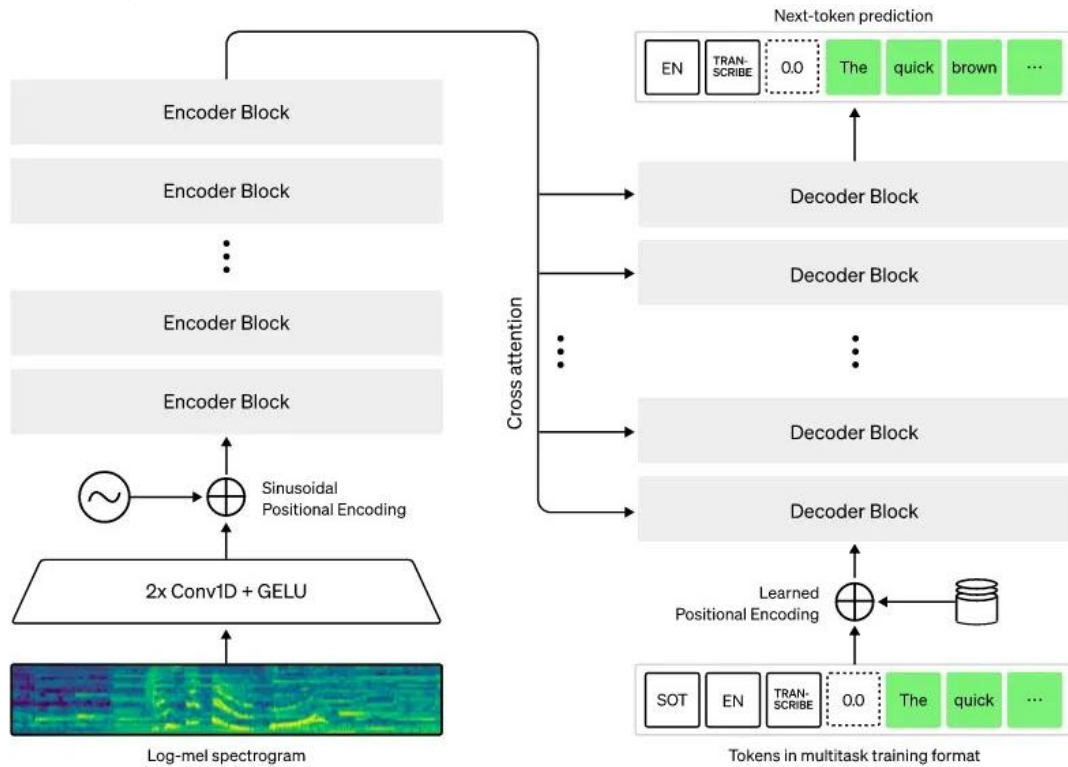 Encoder Block
Encoder Block
Encoder Block
Encoder Block
Sinusoidal
Positional Encoding
2x Conv1D + GELU
Log-mel spectrogram
Cross attention
Next-token prediction
EN
TRAN-
SCRIBE
0.0
The
quick
brown
...
Decoder Block
Decoder Block
Decoder Block
Decoder Block
Learned
Positional Encoding
SOT
EN
TRAN-
SCRIBE
0.0
The
quick
...
Tokens in multitask training format